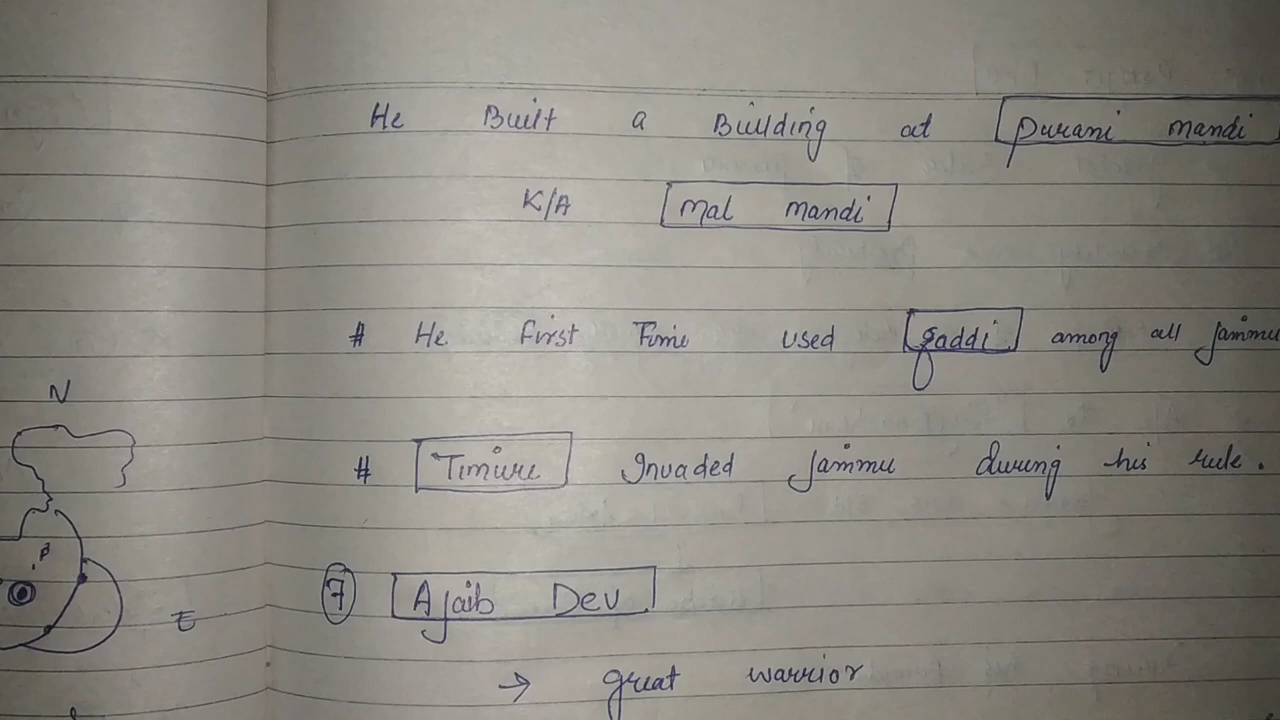 He Built a Building at Purani mandi
K/A mal mandi
# He First Time used gaddi among all Jammu
# Timure Invaded Jammu during his rule.
7 Ajaib Dev
→ great warrior
N
P
E